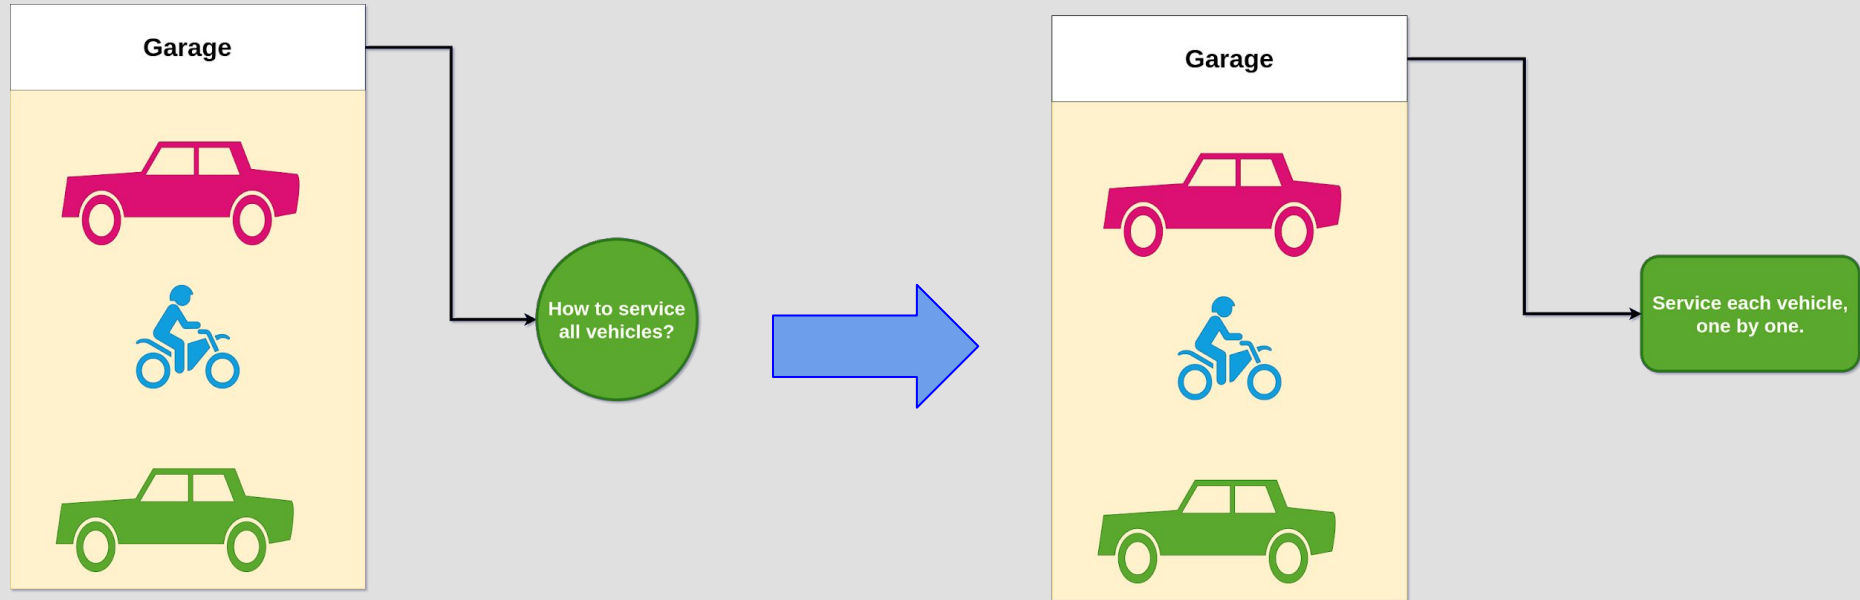 Garage
How to service
all vehicles?
Garage
Service each vehicle,
one by one.